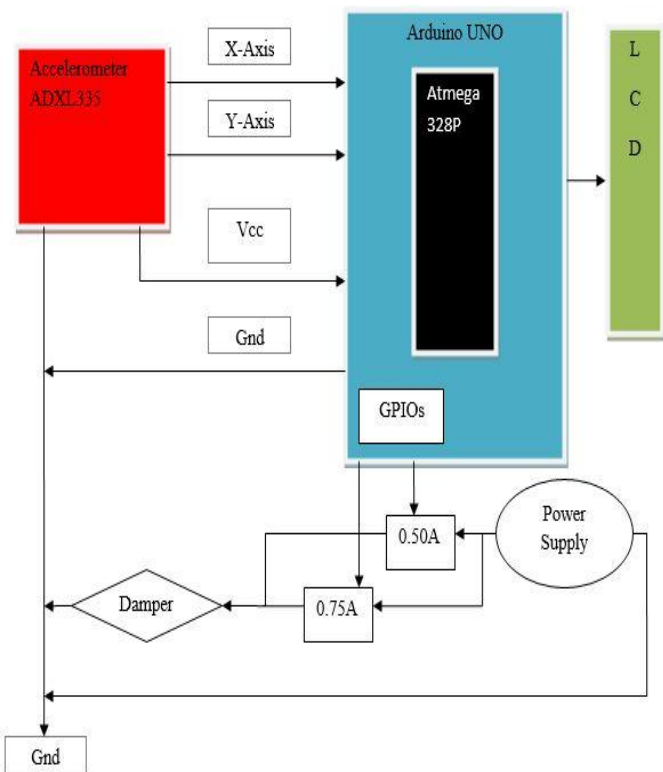 Accelerometer
ADXL335
X-Axis
Y-Axis
Vcc
Gnd
Arduino UNO
Atmega
328P
GPIOs
L
C
D
0.50A
0.75A
Power
Supply
Damper
Gnd